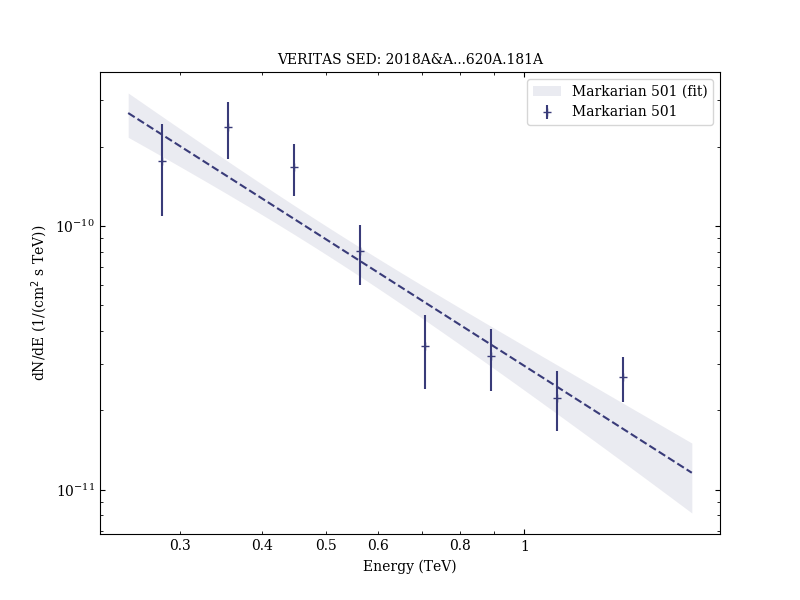 VERITAS SED: 2018A&A...620A.181A
Markarian 501 (fit)
Markarian 501
dN/dE (1/(cm² s TeV))
10⁻¹⁰
10⁻¹¹
0.3 0.4 0.5 0.6 0.8 1
Energy (TeV)